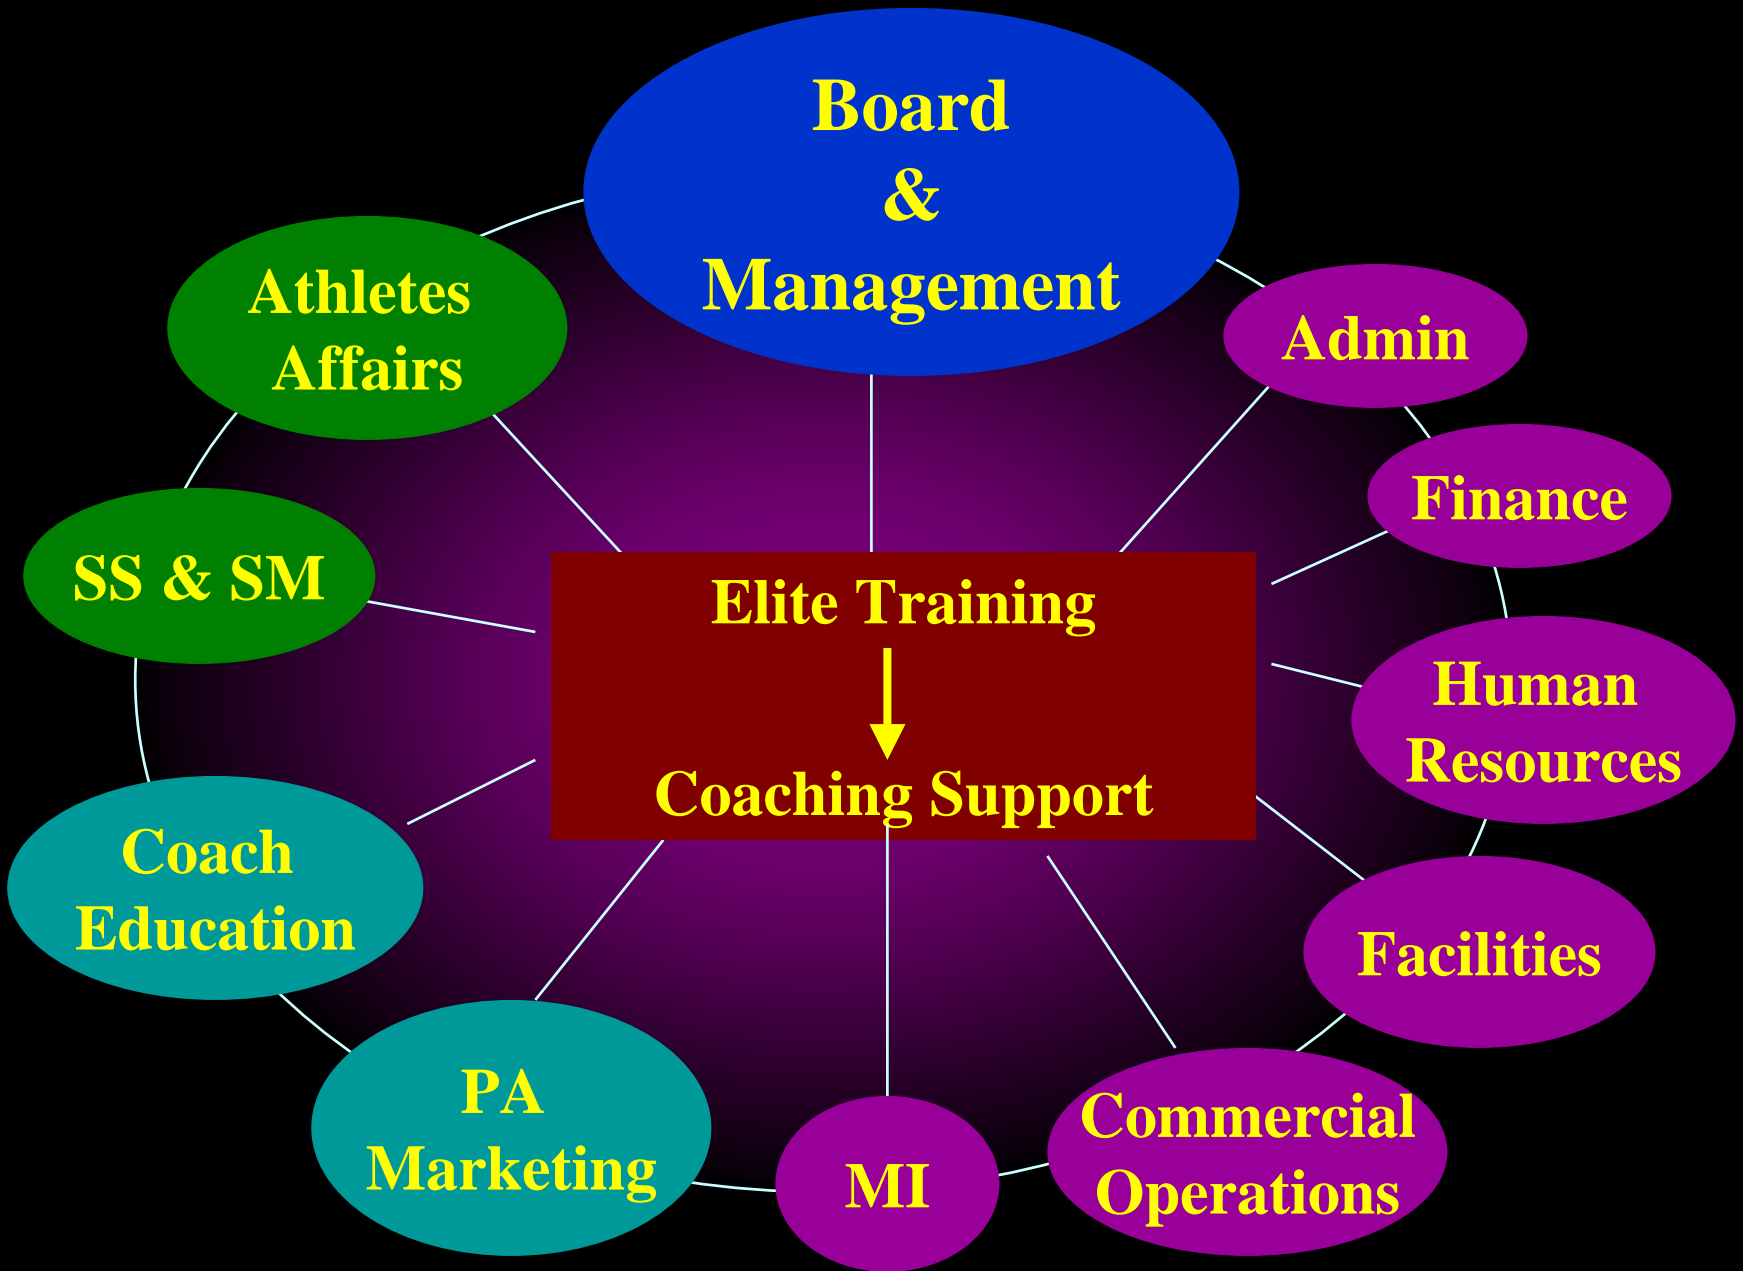 Board
&
Management
Athletes
Affairs
Admin
Finance
SS & SM
Elite Training
Coaching Support
Human
Resources
Coach
Education
Facilities
PA
Marketing
MI
Commercial
Operations